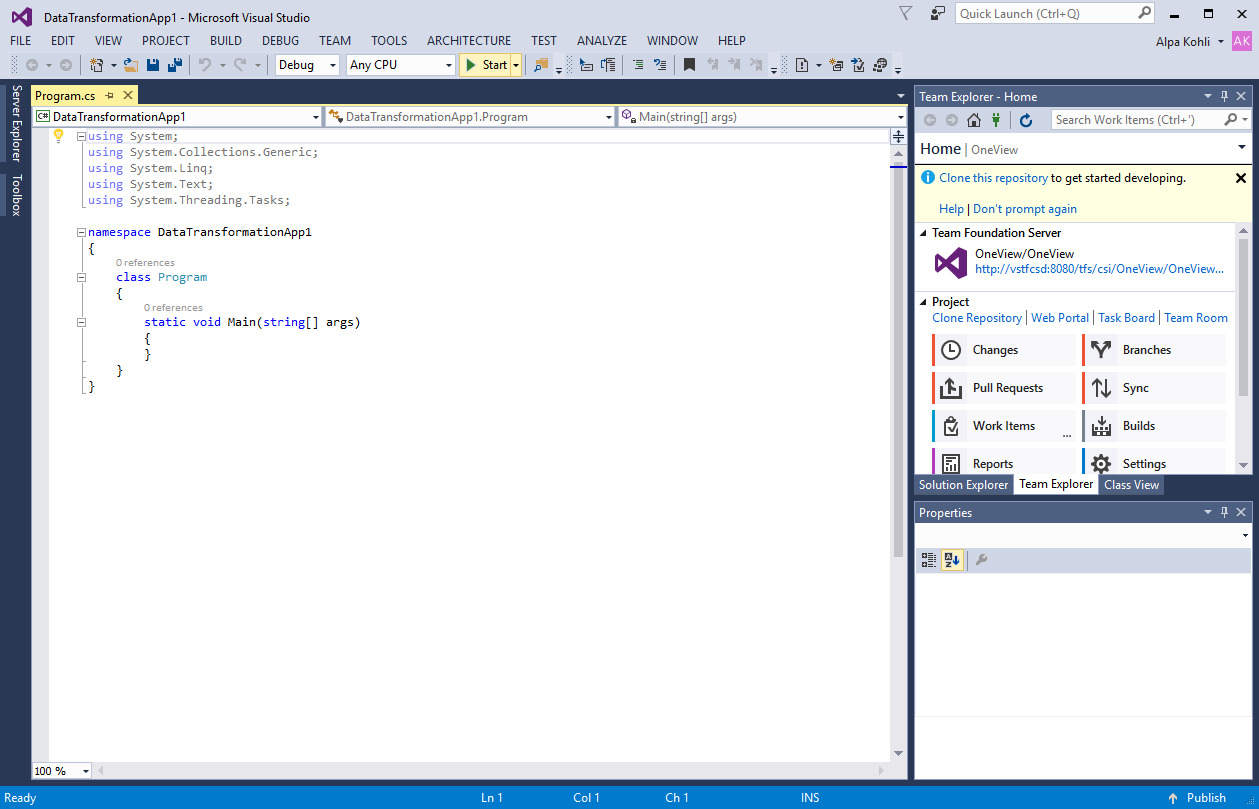 DataTransformationApp1 - Microsoft Visual Studio
Quick Launch (Ctrl+Q)
FILE EDIT VIEW PROJECT BUILD DEBUG TEAM TOOLS ARCHITECTURE TEST ANALYZE WINDOW HELP
Alpa Kohli AK
Debug Any CPU Start
Server Explorer
Toolbox
Program.cs
C# DataTransformationApp1 DataTransformationApp1.Program Main(string[] args)
using System;
using System.Collections.Generic;
using System.Linq;
using System.Text;
using System.Threading.Tasks;
namespace DataTransformationApp1
{
0 references
class Program
{
0 references
static void Main(string[] args)
{
}
}
}
100 %
Team Explorer - Home
Search Work Items (Ctrl+')
Home | OneView
Clone this repository to get started developing.
Help | Don't prompt again
Team Foundation Server
OneView/OneView
http://vstfcsd:8080/tfs/csi/OneView/OneView...
Project
Clone Repository | Web Portal | Task Board | Team Room
Changes Branches
Pull Requests Sync
Work Items ... Builds
Reports Settings
Solution Explorer Team Explorer Class View
Properties
Ready Ln 1 Col 1 Ch 1 INS Publish